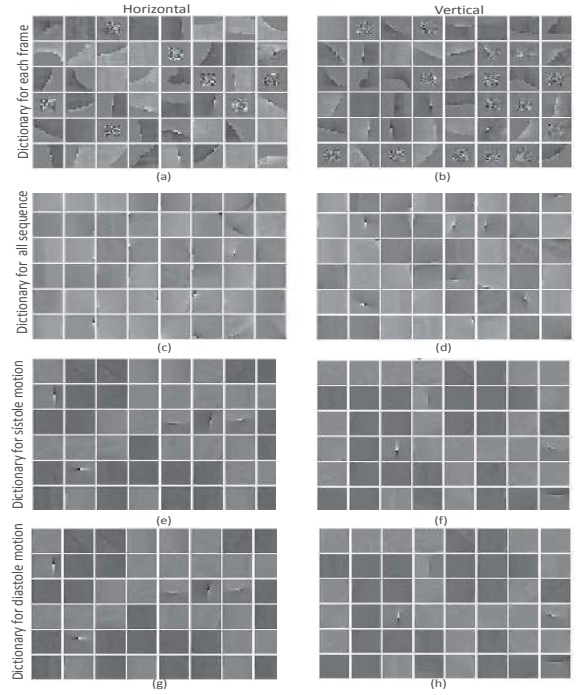 Horizontal
Vertical
Dictionary for each frame
(a)
(b)
Dictionary for all sequence
(c)
(d)
Dictionary for sistole motion
(e)
(f)
Dictionary for diastole motion
(g)
(h)